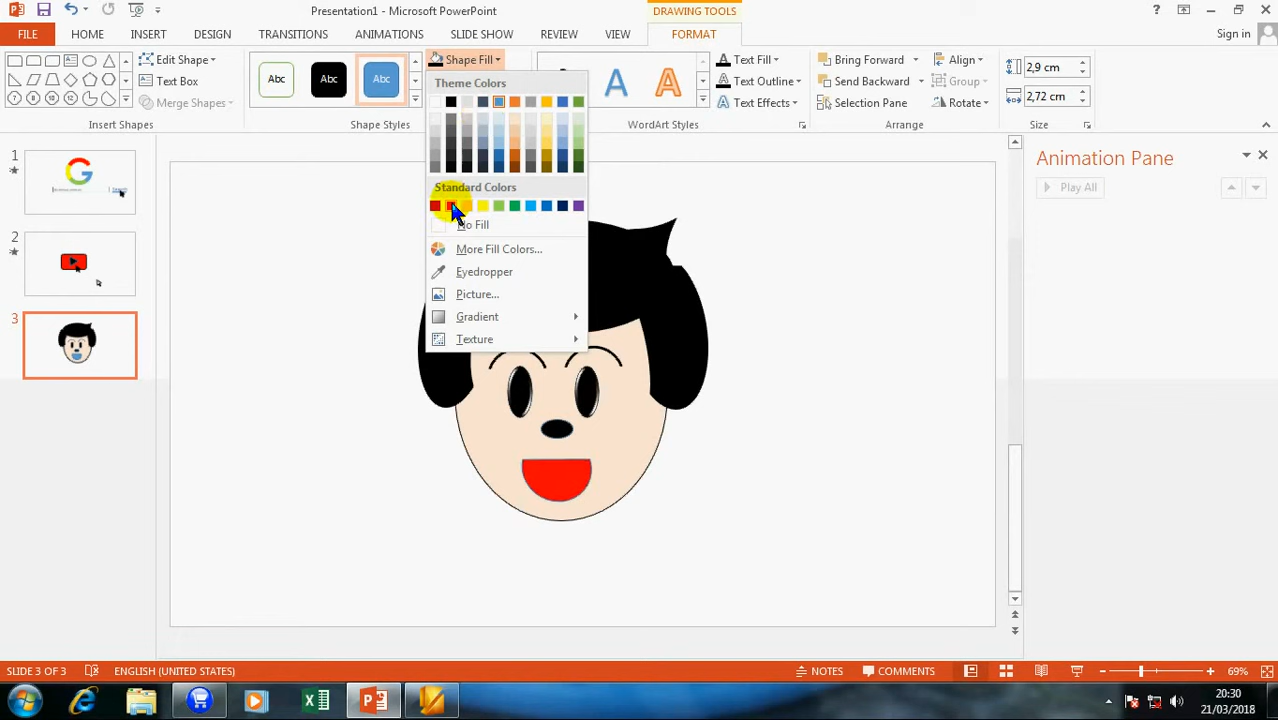 Presentation1 - Microsoft PowerPoint
DRAWING TOOLS
Sign in
FILE
HOME
INSERT
DESIGN
TRANSITIONS
ANIMATIONS
SLIDE SHOW
REVIEW
VIEW
FORMAT
Edit Shape
Text Box
Merge Shapes
Insert Shapes
Abc
Abc
Abc
Shape Styles
Shape Fill
A
A
Text Fill
Text Outline
Text Effects
WordArt Styles
Bring Forward
Send Backward
Selection Pane
Align
Group
Rotate
Arrange
2,9 cm
2,72 cm
Size
Theme Colors
Standard Colors
No Fill
More Fill Colors...
Eyedropper
Picture...
Gradient
Texture
1
2
3
Animation Pane
Play All
SLIDE 3 OF 3
ENGLISH (UNITED STATES)
NOTES
COMMENTS
69%
20:30
21/03/2018